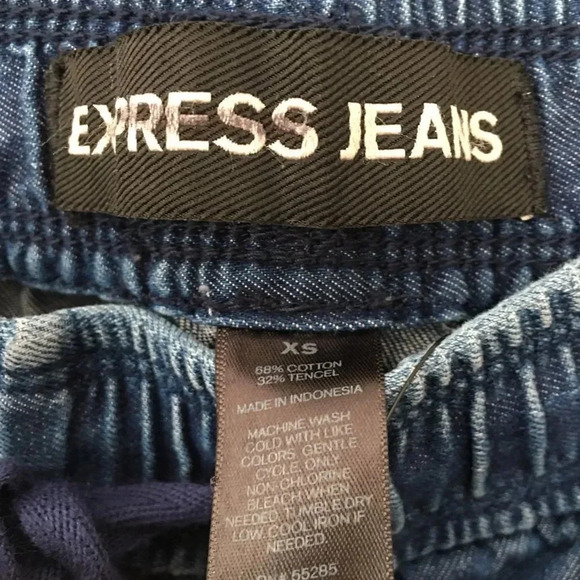 EXPRESS JEANS
XS
68% COTTON
32% TENCEL
MADE IN INDONESIA
MACHINE WASH
COLD WITH LIKE
COLORS. GENTLE
CYCLE, ONLY
NON-CHLORINE
BLEACH WHEN
NEEDED, TUMBLE DRY
LOW, COOL IRON IF
NEEDED.
55285